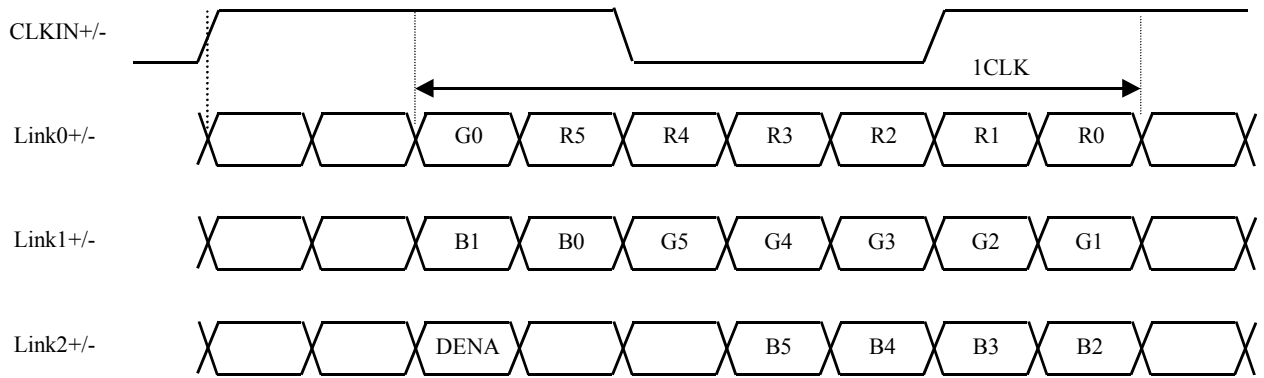 CLKIN+/-
1CLK
Link0+/- G0 R5 R4 R3 R2 R1 R0
Link1+/- B1 B0 G5 G4 G3 G2 G1
Link2+/- DENA B5 B4 B3 B2